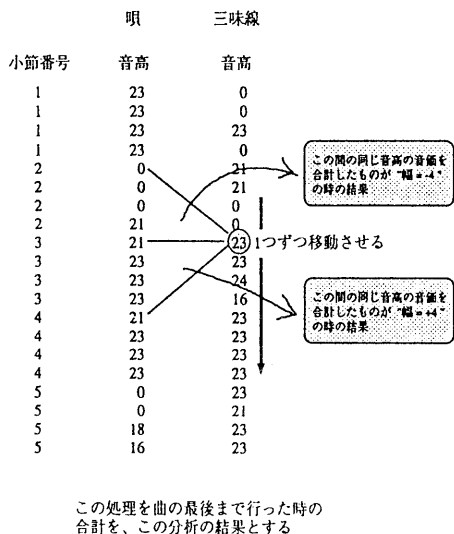 唄 三味線
小節番号 音高 音高
1 23 0
1 23 0
1 23 23
1 23 0
2 0 21
2 0 21
2 0 0
2 21 0
3 21 23 1つずつ移動させる
3 23 23
3 23 24
3 23 16
4 21 23
4 23 23
4 23 23
4 23 23
5 0 23
5 0 21
5 18 23
5 16 23
この間の同じ音高の音価を
合計したものが "幅=-4"
の時の結果
この間の同じ音高の音価を
合計したものが "幅=+4"
の時の結果
この処理を曲の最後まで行った時の
合計を、この分析の結果とする